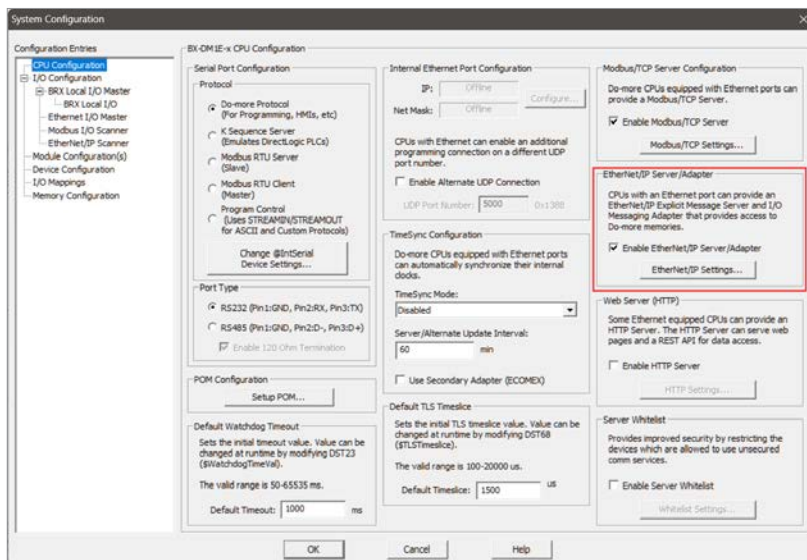 System Configuration
Configuration Entries
CPU Configuration
I/O Configuration
BRX Local I/O Master
BRX Local I/O
Ethernet I/O Master
Modbus I/O Scanner
EtherNet/IP Scanner
Module Configuration(s)
Device Configuration
I/O Mappings
Memory Configuration
BX-DM1E-x CPU Configuration
Serial Port Configuration
Protocol
Do-more Protocol
(For Programming, HMIs, etc)
K Sequence Server
(Emulates DirectLogic PLCs)
Modbus RTU Server
(Slave)
Modbus RTU Client
(Master)
Program Control
(Uses STREAMIN/STREAMOUT
for ASCII and Custom Protocols)
Change @IntSerial
Device Settings...
Port Type
RS232 (Pin1:GND, Pin2:RX, Pin3:TX)
RS485 (Pin1:GND, Pin2:D-, Pin3:D+)
Enable 120 Ohm Termination
POM Configuration
Setup POM...
Default Watchdog Timeout
Sets the initial timeout value. Value can be
changed at runtime by modifying DST23
($WatchdogTimeVal).
The valid range is 50-65535 ms.
Default Timeout: 1000 ms
Internal Ethernet Port Configuration
IP: Offline
Net Mask: Offline
Configure...
CPUs with Ethernet can enable an additional
programming connection on a different UDP
port number.
Enable Alternate UDP Connection
UDP Port Number: 5000 0x1388
TimeSync Configuration
Do-more CPUs equipped with Ethernet ports
can automatically synchronize their internal
clocks.
TimeSync Mode:
Disabled
Server/Alternate Update Interval:
60 min
Use Secondary Adapter (ECOMEX)
Default TLS Timeslice
Sets the initial TLS timeslice value. Value can be
changed at runtime by modifying DST68
($TLSTimeslice).
The valid range is 100-20000 us.
Default Timeslice: 1500 us
Modbus/TCP Server Configuration
Do-more CPUs equipped with Ethernet ports can
provide a Modbus/TCP Server.
Enable Modbus/TCP Server
Modbus/TCP Settings...
EtherNet/IP Server/Adapter
CPUs with an Ethernet port can provide an
EtherNet/IP Explicit Message Server and I/O
Messaging Adapter that provides access to
Do-more memories.
Enable EtherNet/IP Server/Adapter
EtherNet/IP Settings...
Web Server (HTTP)
Some Ethernet equipped CPUs can provide an
HTTP Server. The HTTP Server can serve web
pages and a REST API for data access.
Enable HTTP Server
HTTP Settings....
Server Whitelist
Provides improved security by restricting the
devices which are allowed to use unsecured
comm services.
Enable Server Whitelist
Whitelist Settings...
OK
Cancel
Help